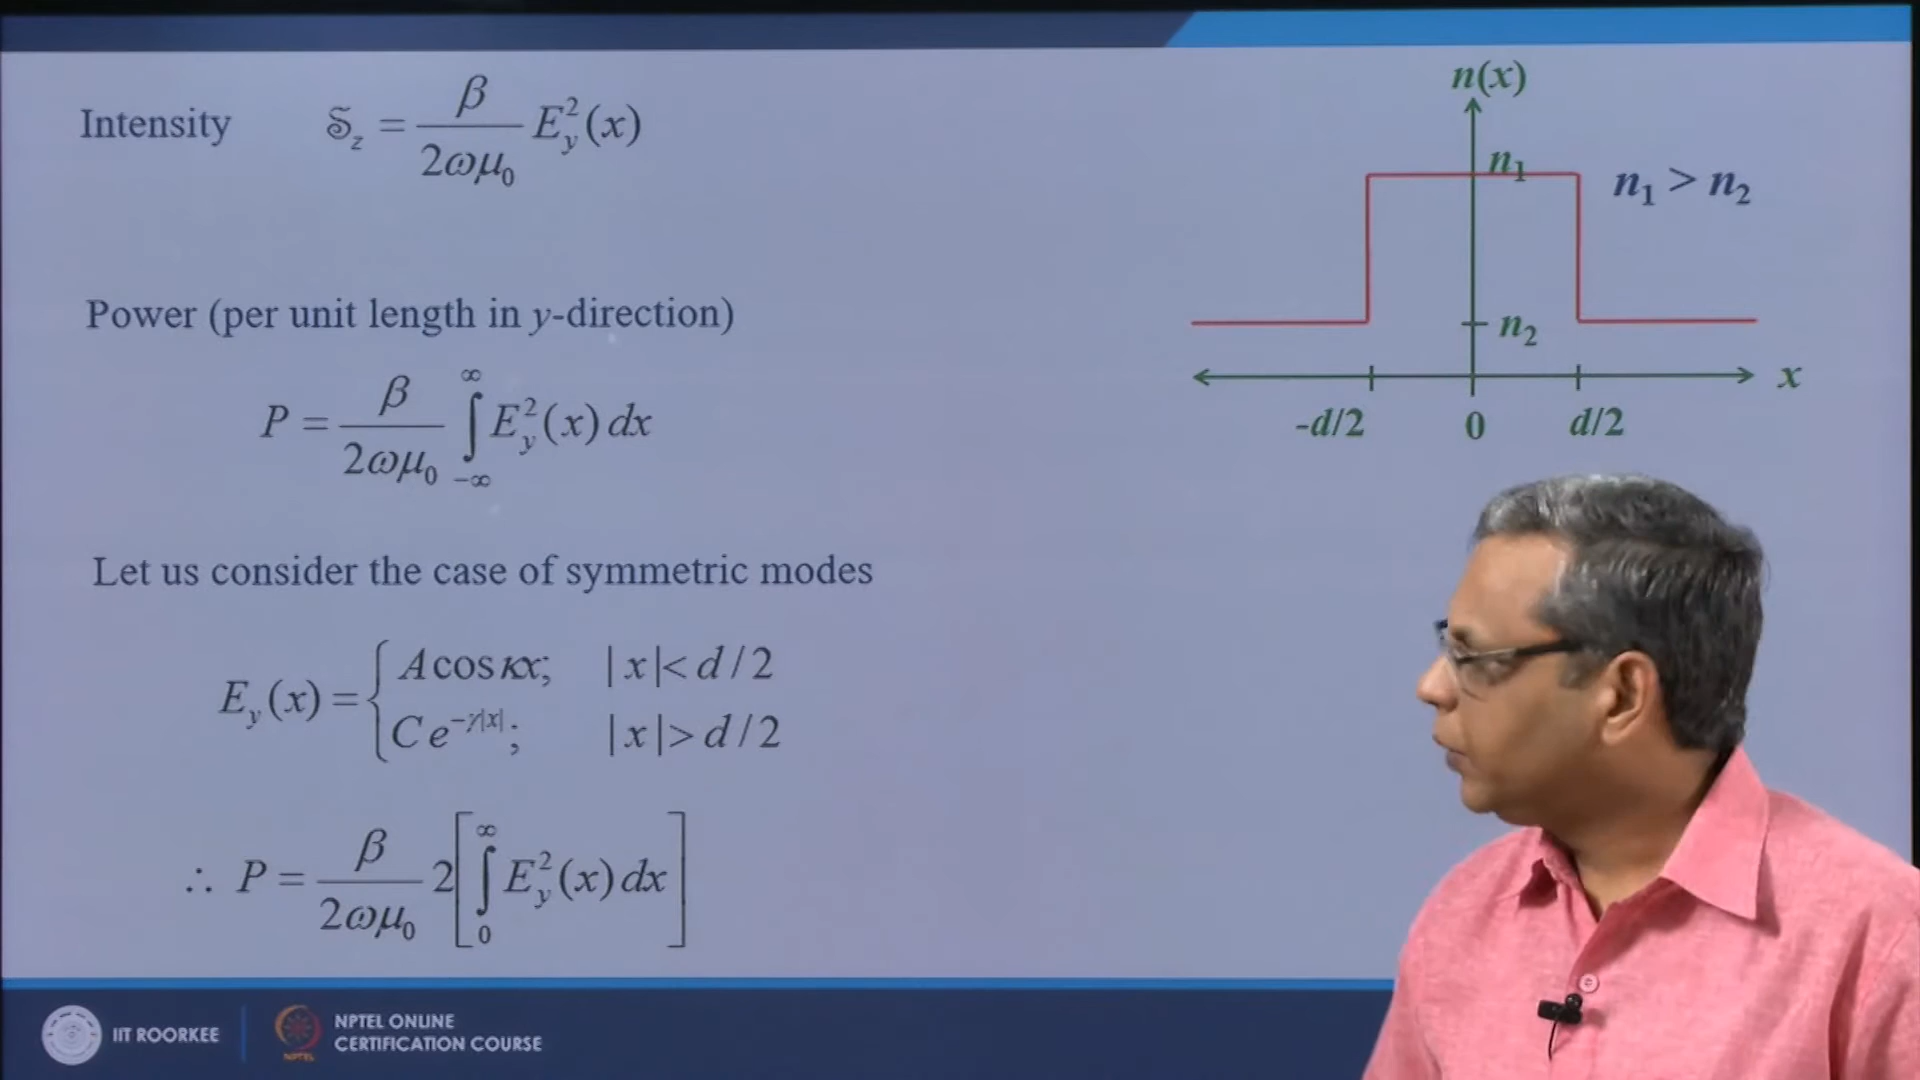 Intensity 𝕊̃_z = β / 2ωμ₀ E_y²(x)
Power (per unit length in y-direction)
P = β / 2ωμ₀ ∫_{-∞}^{∞} E_y²(x) dx
Let us consider the case of symmetric modes
E_y(x) = { A cos κx; |x| < d / 2
C e^{-γ|x|}; |x| > d / 2
∴ P = β / 2ωμ₀ 2[ ∫_0^∞ E_y²(x) dx ]
n(x)
n₁
n₁ > n₂
n₂
x
-d/2 0 d/2
IIT ROORKEE
NPTEL
NPTEL ONLINE
CERTIFICATION COURSE